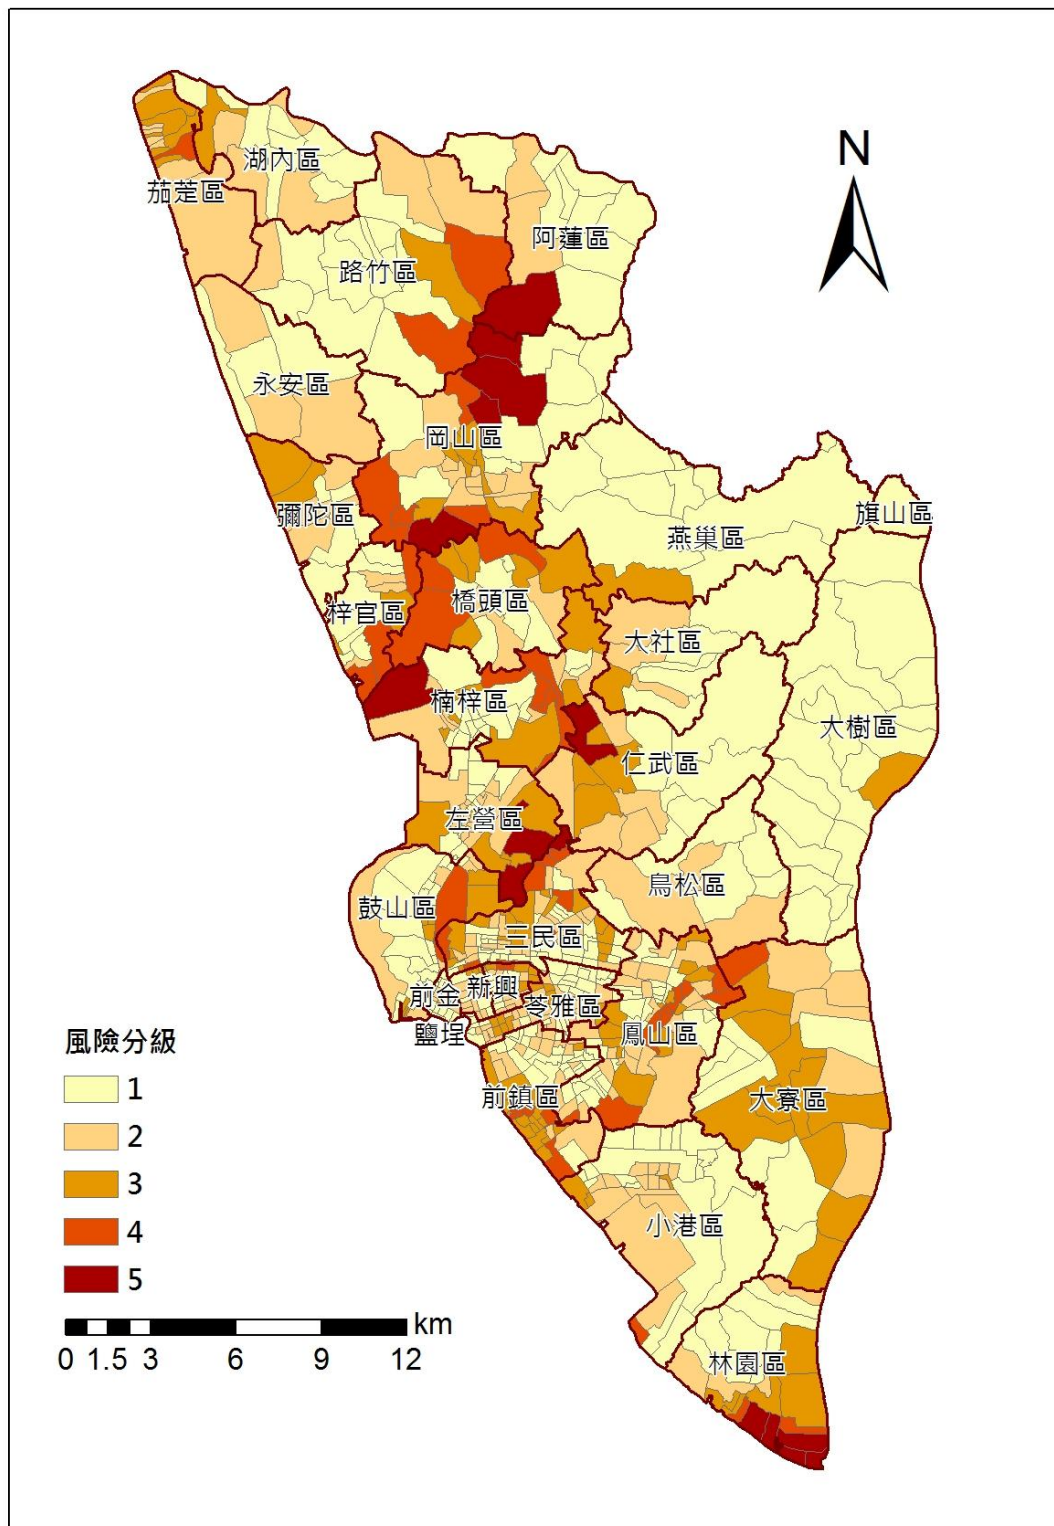 N
湖內區
茄萣區
阿蓮區
路竹區
永安區
岡山區
彌陀區
旗山區
燕巢區
橋頭區
梓官區
大社區
楠梓區
大樹區
仁武區
左營區
鳥松區
鼓山區
三民區
前金
新興
苓雅區
鹽埕
鳳山區
前鎮區
大寮區
小港區
林園區
風險分級
1
2
3
4
5
km
0 1.5 3 6 9 12